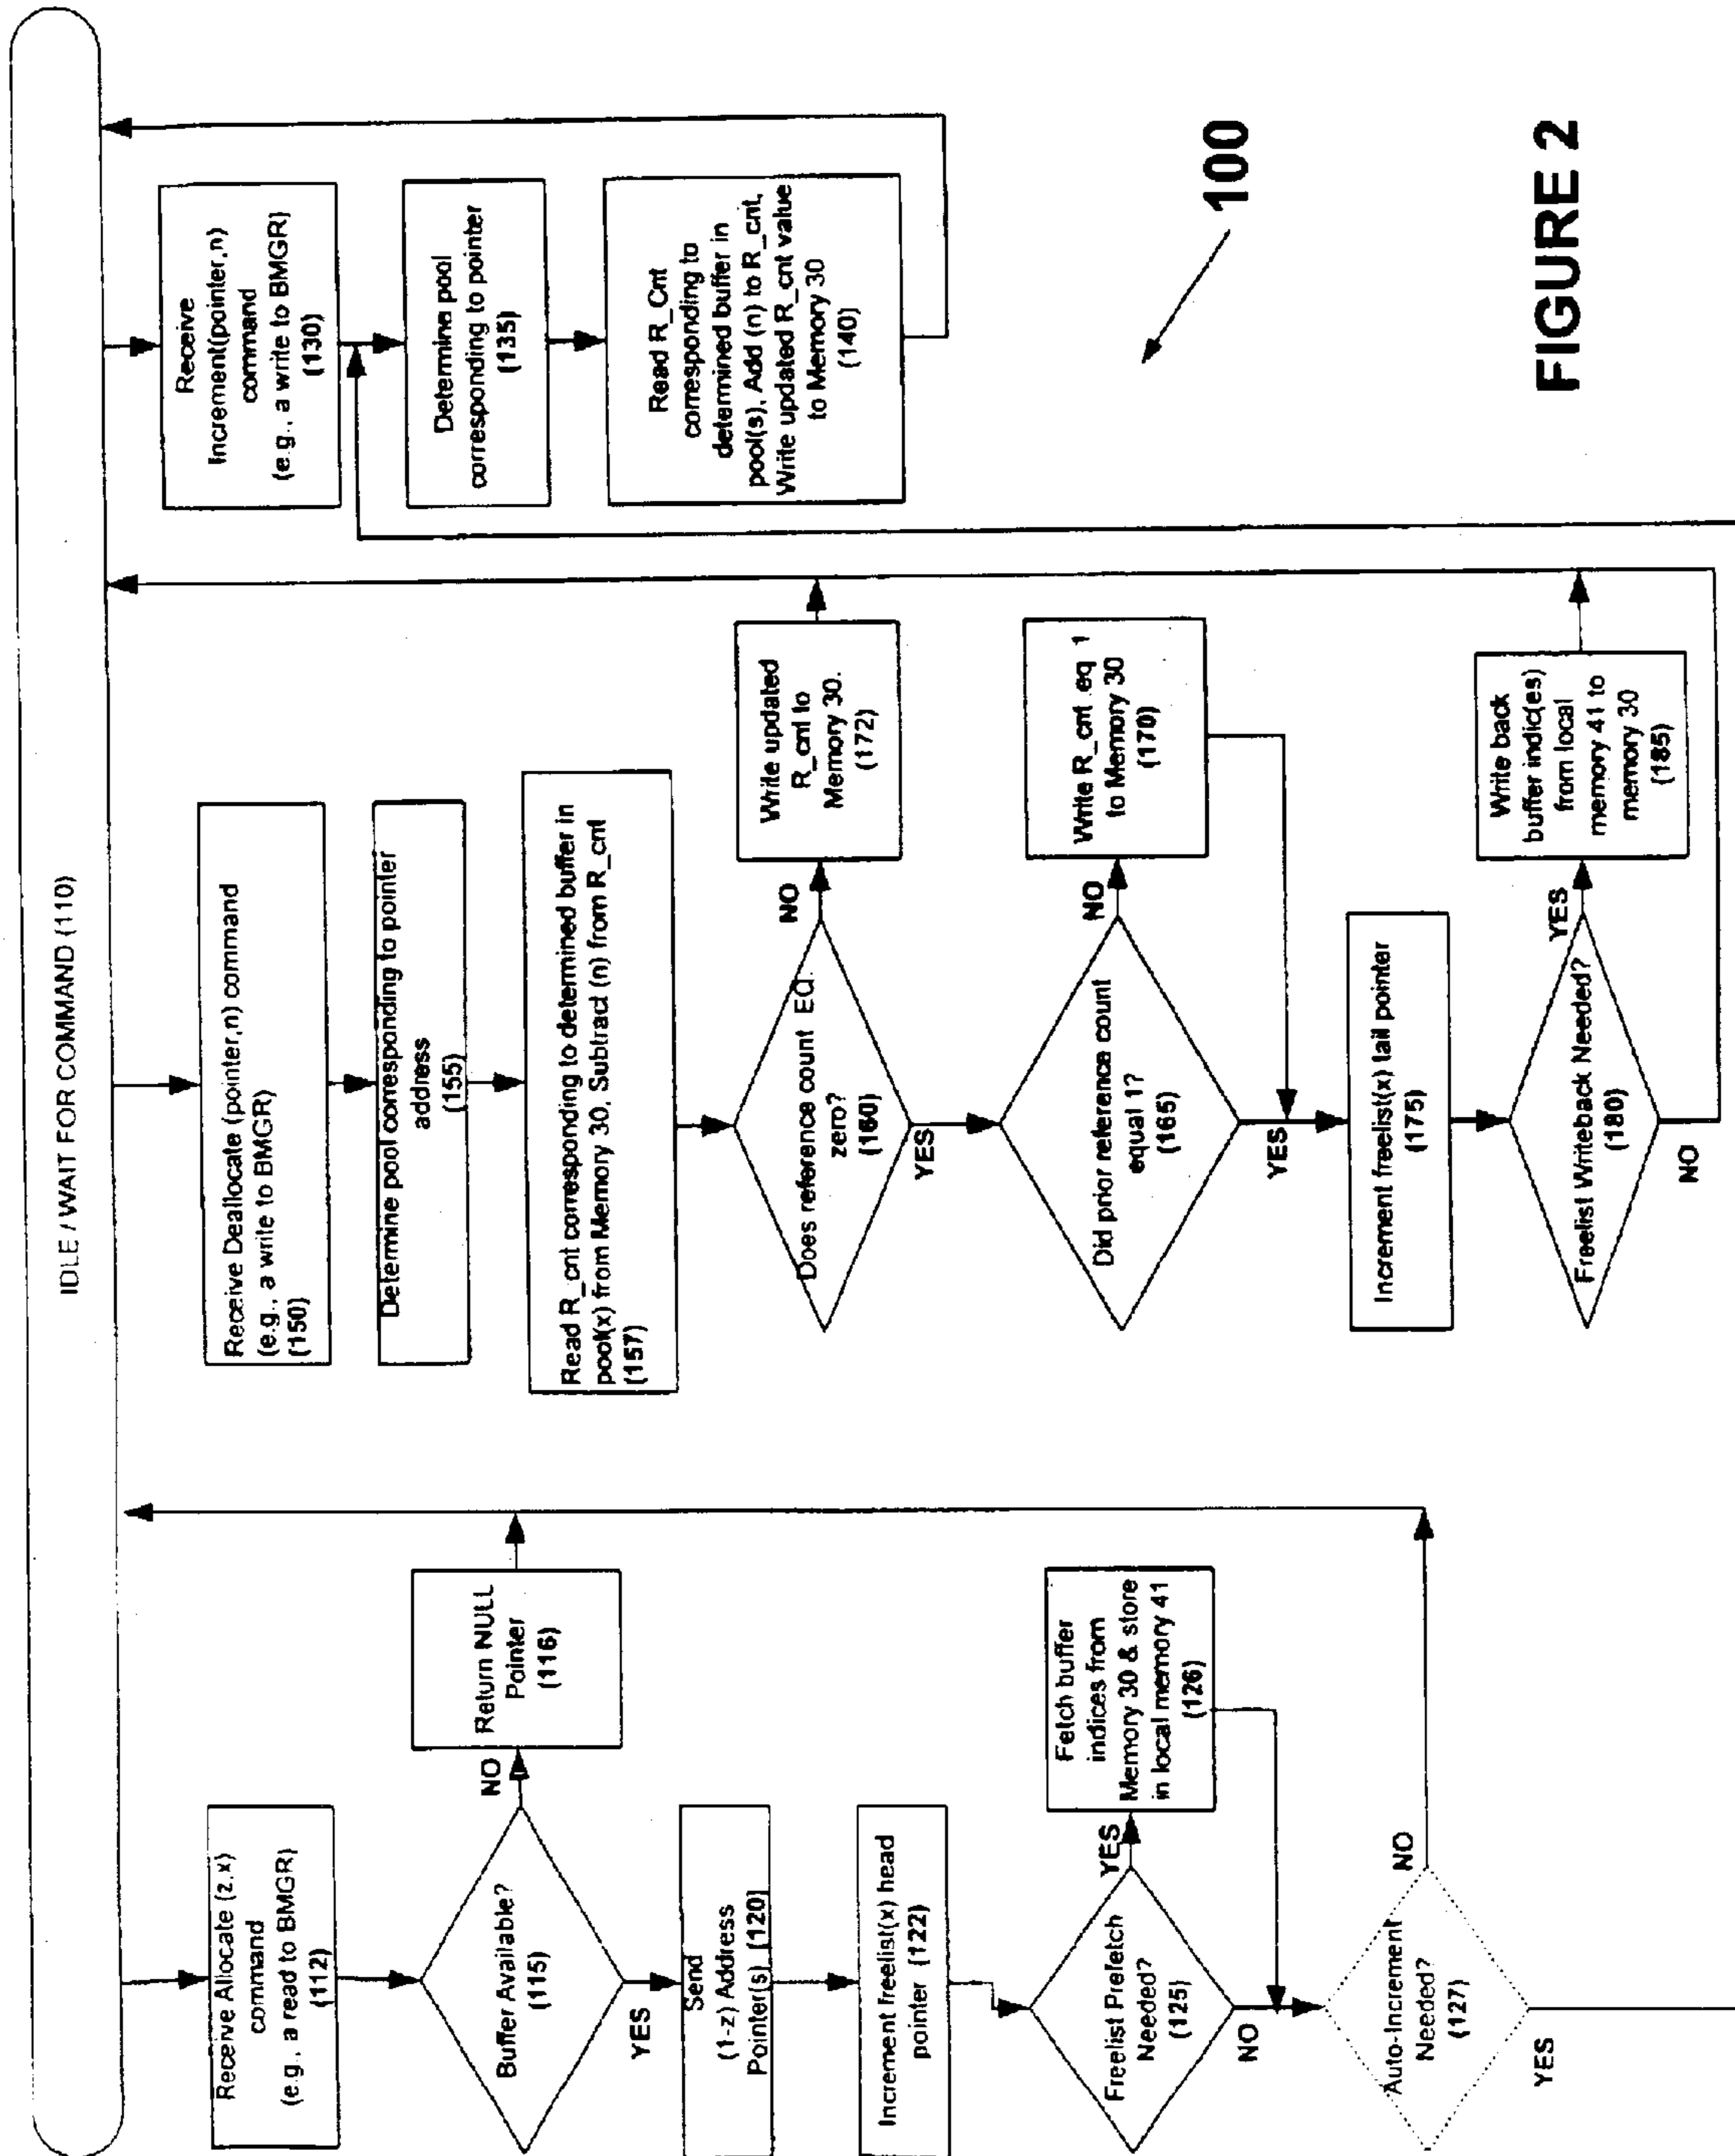 IDLE / WAIT FOR COMMAND (110)
Receive Allocate (z,x)
command
(e.g., a read to BMGR)
(112)
Buffer Available?
(115)
NO
Return NULL
Pointer
(116)
YES
Send
(1-z) Address
Pointer(s) [120]
Increment freelist(x) head
pointer (122)
Freelist Prefetch
Needed?
(125)
YES
Fetch buffer
indices from
Memory 30 & store
in local memory 41
(126)
NO
Auto-Increment
Needed?
(127)
NO
YES
Receive Deallocate (pointer,n) command
(e.g., a write to BMGR)
(150)
Determine pool corresponding to pointer
address
(155)
Read R_cnt corresponding to determined buffer in
pool(x) from Memory 30, Subtract (n) from R_cnt
(157)
Does reference count EQ.
zero?
(160)
NO
Write updated
R_cnt to
Memory 30.
(172)
YES
Did prior reference count
equal 1?
(165)
NO
Write R_cnt .eq 1
to Memory 30
(170)
YES
Increment freelist((x) tail pointer
(175)
Freelist Writeback Needed?
(180)
YES
Write back
buffer indic(es)
from local
memory 41 to
memory 30
(185)
NO
Receive
Increment((pointer,n)
command
(e.g., a write to BMGR)
(130)
Determine pool
corresponding to pointer
(135)
Read R_Cnt
corresponding to
determined buffer in
pool(s), Add (n) to R_cnt,
Write updated R_cnt value
to Memory 30
(140)
100
FIGURE 2